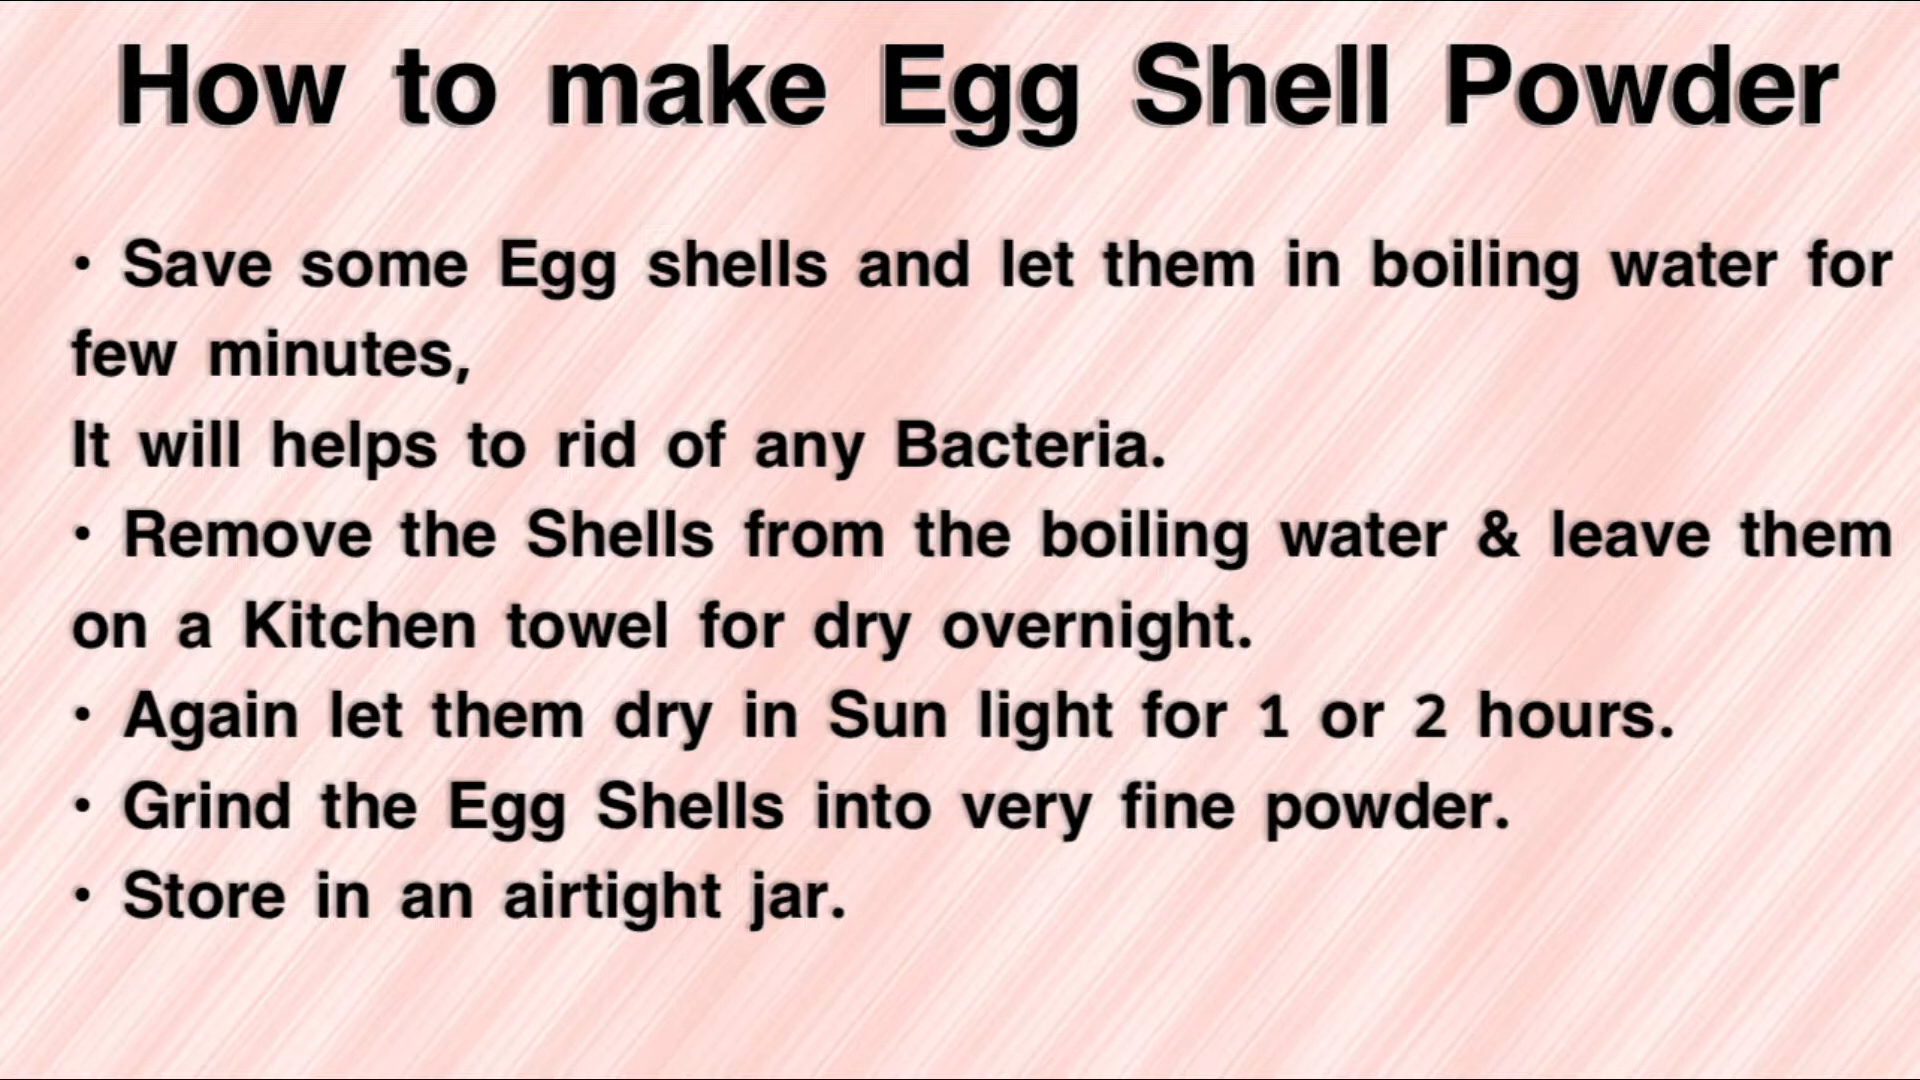 How to make Egg Shell Powder
• Save some Egg shells and let them in boiling water for
few minutes,
It will helps to rid of any Bacteria.
• Remove the Shells from the boiling water & leave them
on a Kitchen towel for dry overnight.
• Again let them dry in Sun light for 1 or 2 hours.
• Grind the Egg Shells into very fine powder.
• Store in an airtight jar.